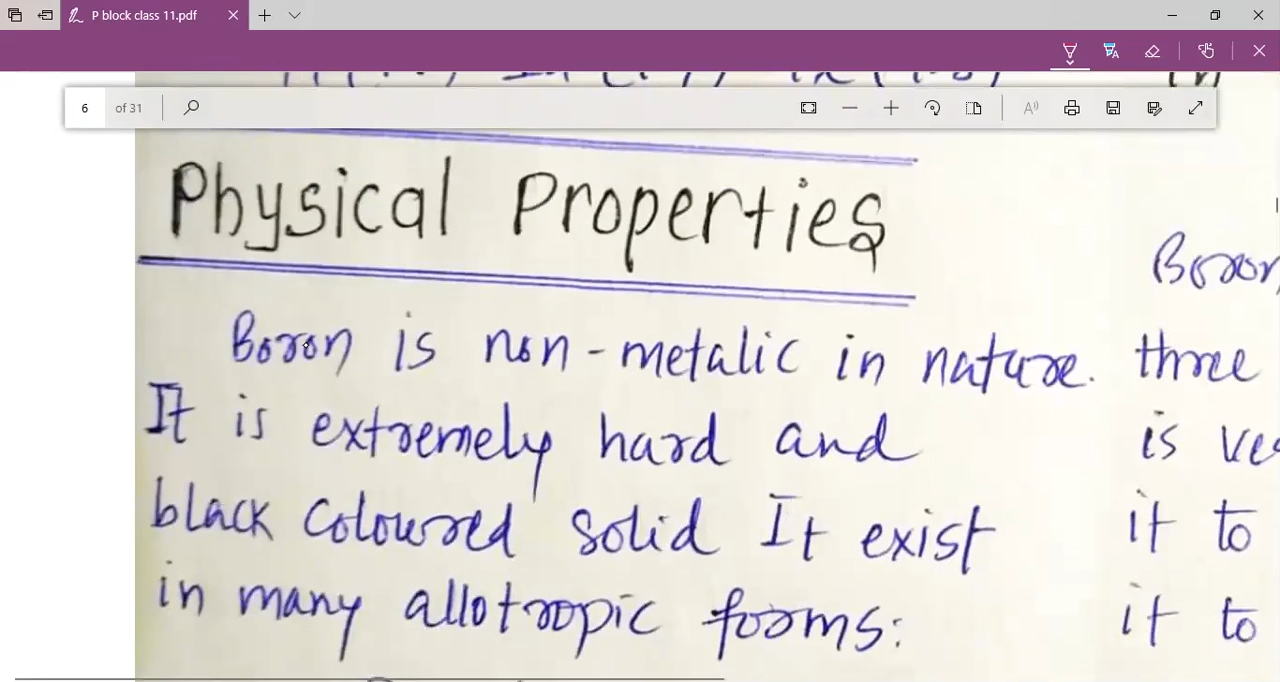 P block class 11.pdf
6 of 31
Physical Properties
Boron is non-metalic in nature.
It is extremely hard and
black coloured solid It exist
in many allotropic forms:
Boron
three
is
it to
it to